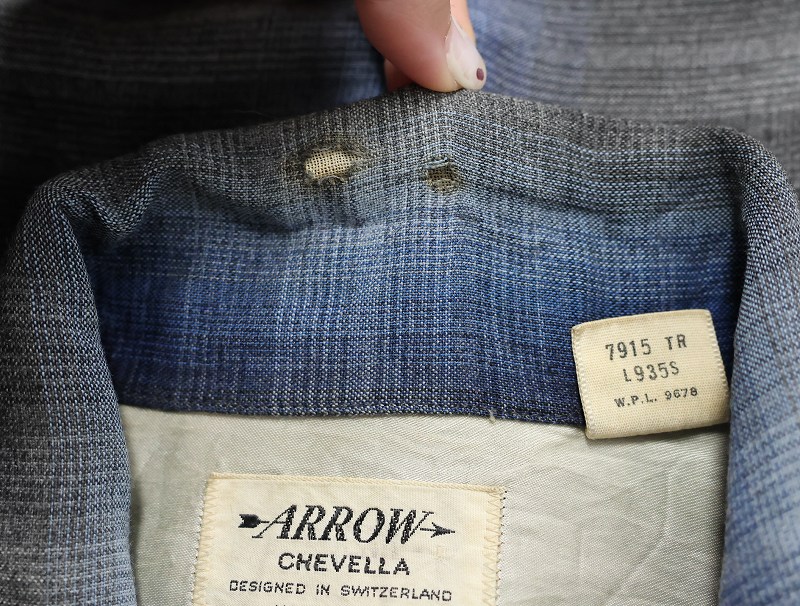 7915 TR
L935S
W.P.L. 9678
ARROW
CHEVELLA
DESIGNED IN SWITZERLAND